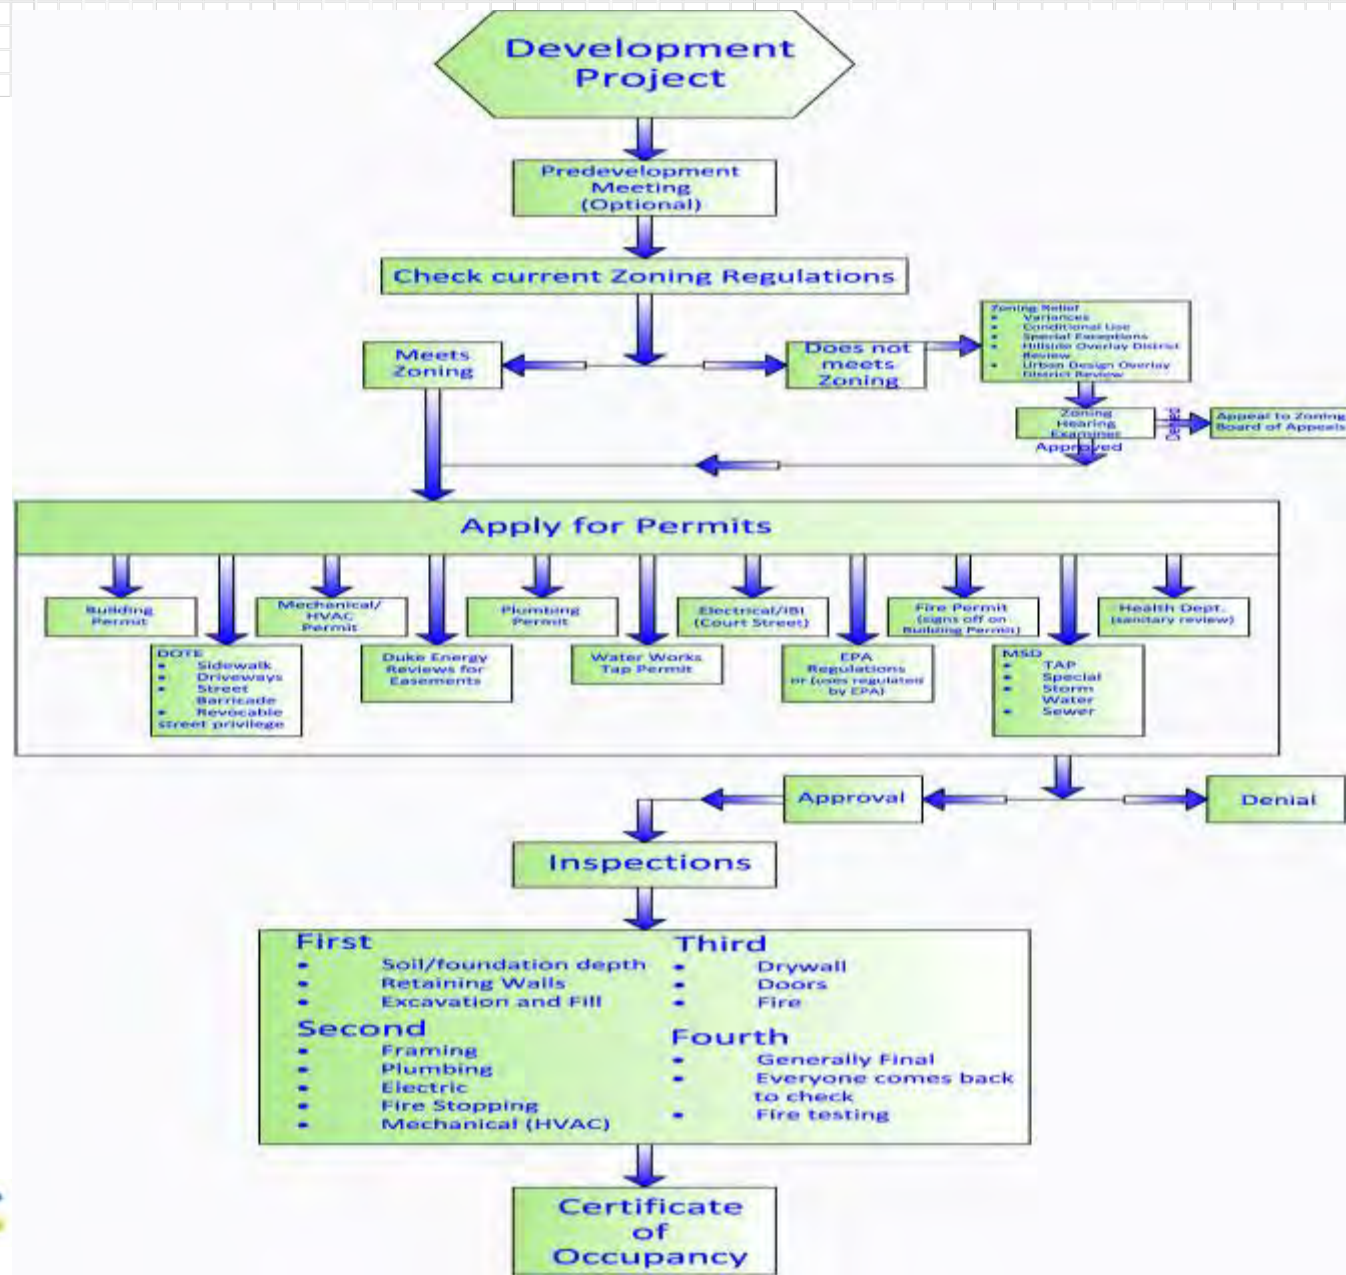 Development
Project
Predevelopment
Meeting
(Optional)
Check current Zoning Regulations
Meets
Zoning
Does not
meets
Zoning
Zoning Relief
• Variances
• Conditional Use
• Special Exceptions
• Hillside Overlay District
Review
• Urban Design Overlay
District Review
Zoning
Hearing
Examiner
Denied
Appeal to Zoning
Board of Appeals
Approved
Apply for Permits
Building
Permit
Mechanical/
HVAC
Permit
Plumbing
Permit
Electrical/IBI
(Court Street)
Fire Permit
(signs off on
Building Permit)
Health Dept.
(sanitary review)
DOTE
• Sidewalk
• Driveways
• Street
Barricade
• Revocable
street privilege
Duke Energy
Reviews for
Easements
Water Works
Tap Permit
EPA
Regulations
or (uses regulated
by EPA)
MSD
• TAP
• Special
• Storm
Water
• Sewer
Approval
Denial
Inspections
First
• Soil/foundation depth
• Retaining Walls
• Excavation and Fill
Second
• Framing
• Plumbing
• Electric
• Fire Stopping
• Mechanical (HVAC)
Third
• Drywall
• Doors
• Fire
Fourth
• Generally Final
• Everyone comes back
to check
• Fire testing
Certificate
of
Occupancy